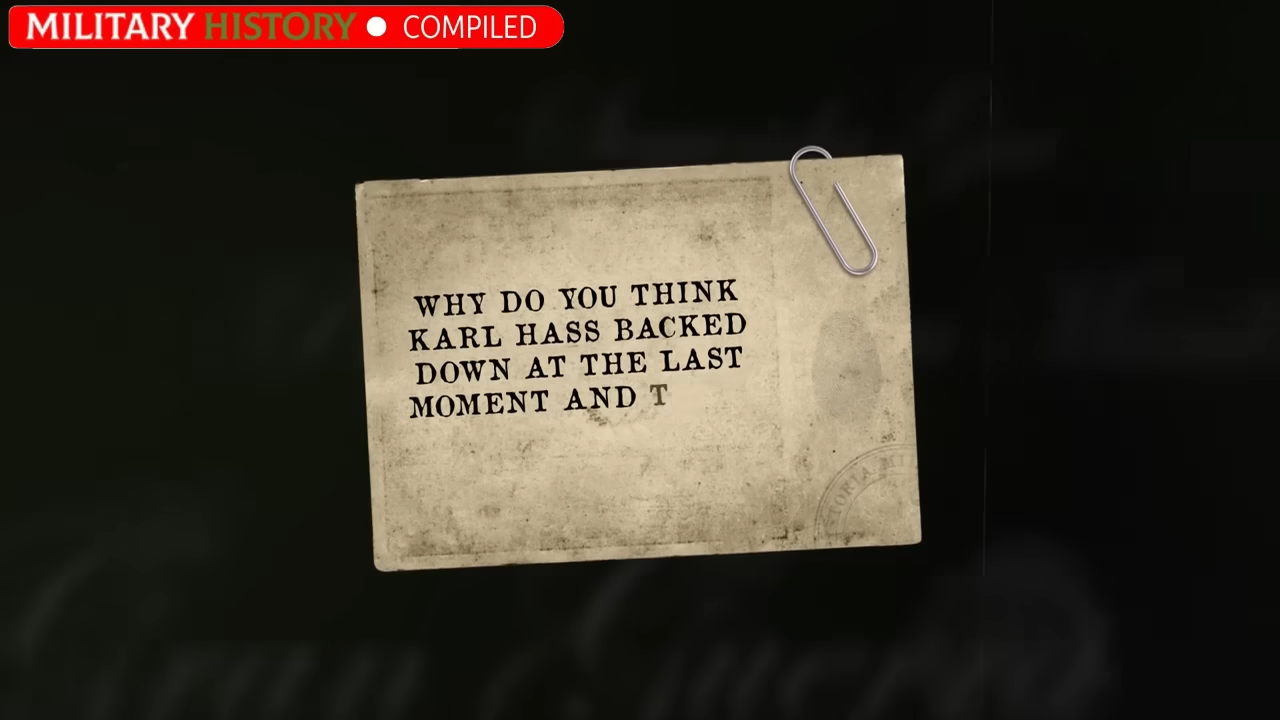 MILITARY HISTORY COMPILED
WHY DO YOU THINK
KARL HASS BACKED
DOWN AT THE LAST
MOMENT AND T